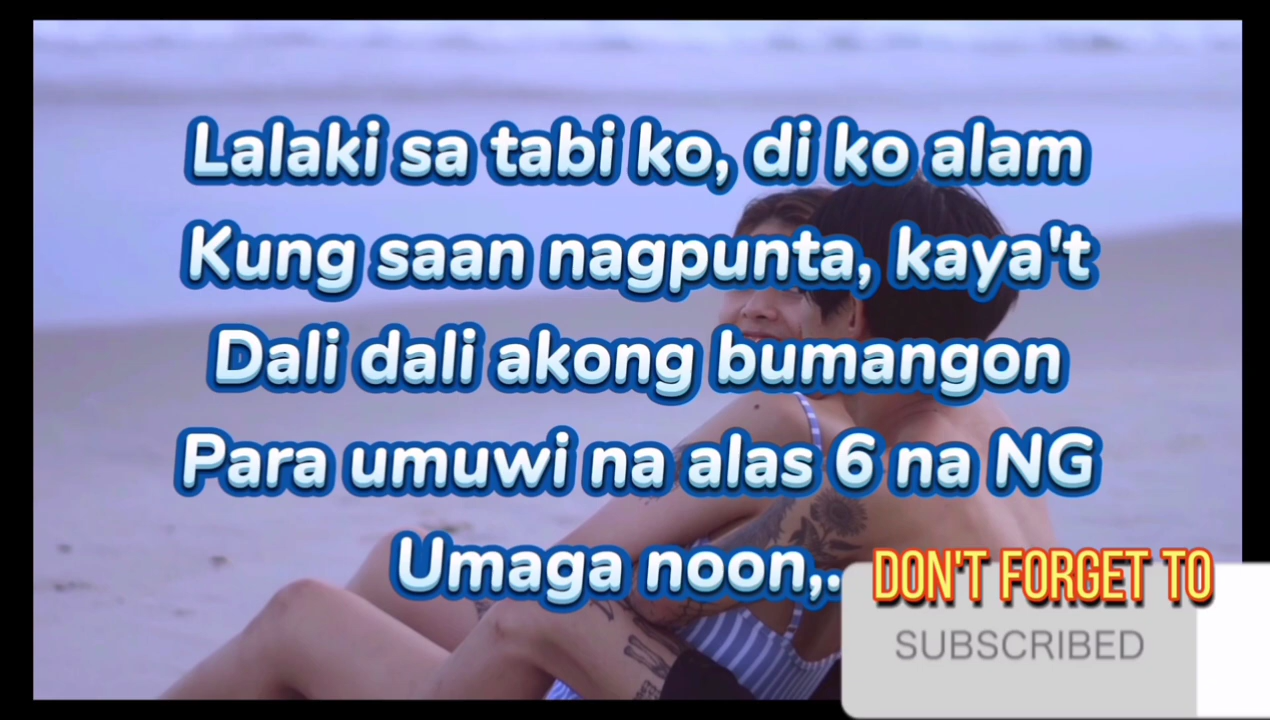 Lalaki sa tabi ko, di ko alam
Kung saan nagpunta, kaya't
Dali dali akong bumangon
Para umuwi na alas 6 na NG
Umaga noon,.
DON'T FORGET TO
SUBSCRIBED